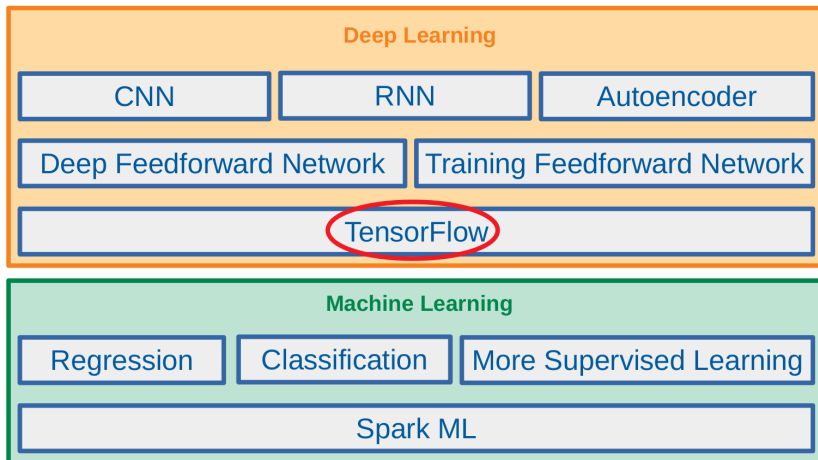 Deep Learning
CNN RNN Autoencoder
Deep Feedforward Network Training Feedforward Network
TensorFlow
Machine Learning
Regression Classification More Supervised Learning
Spark ML